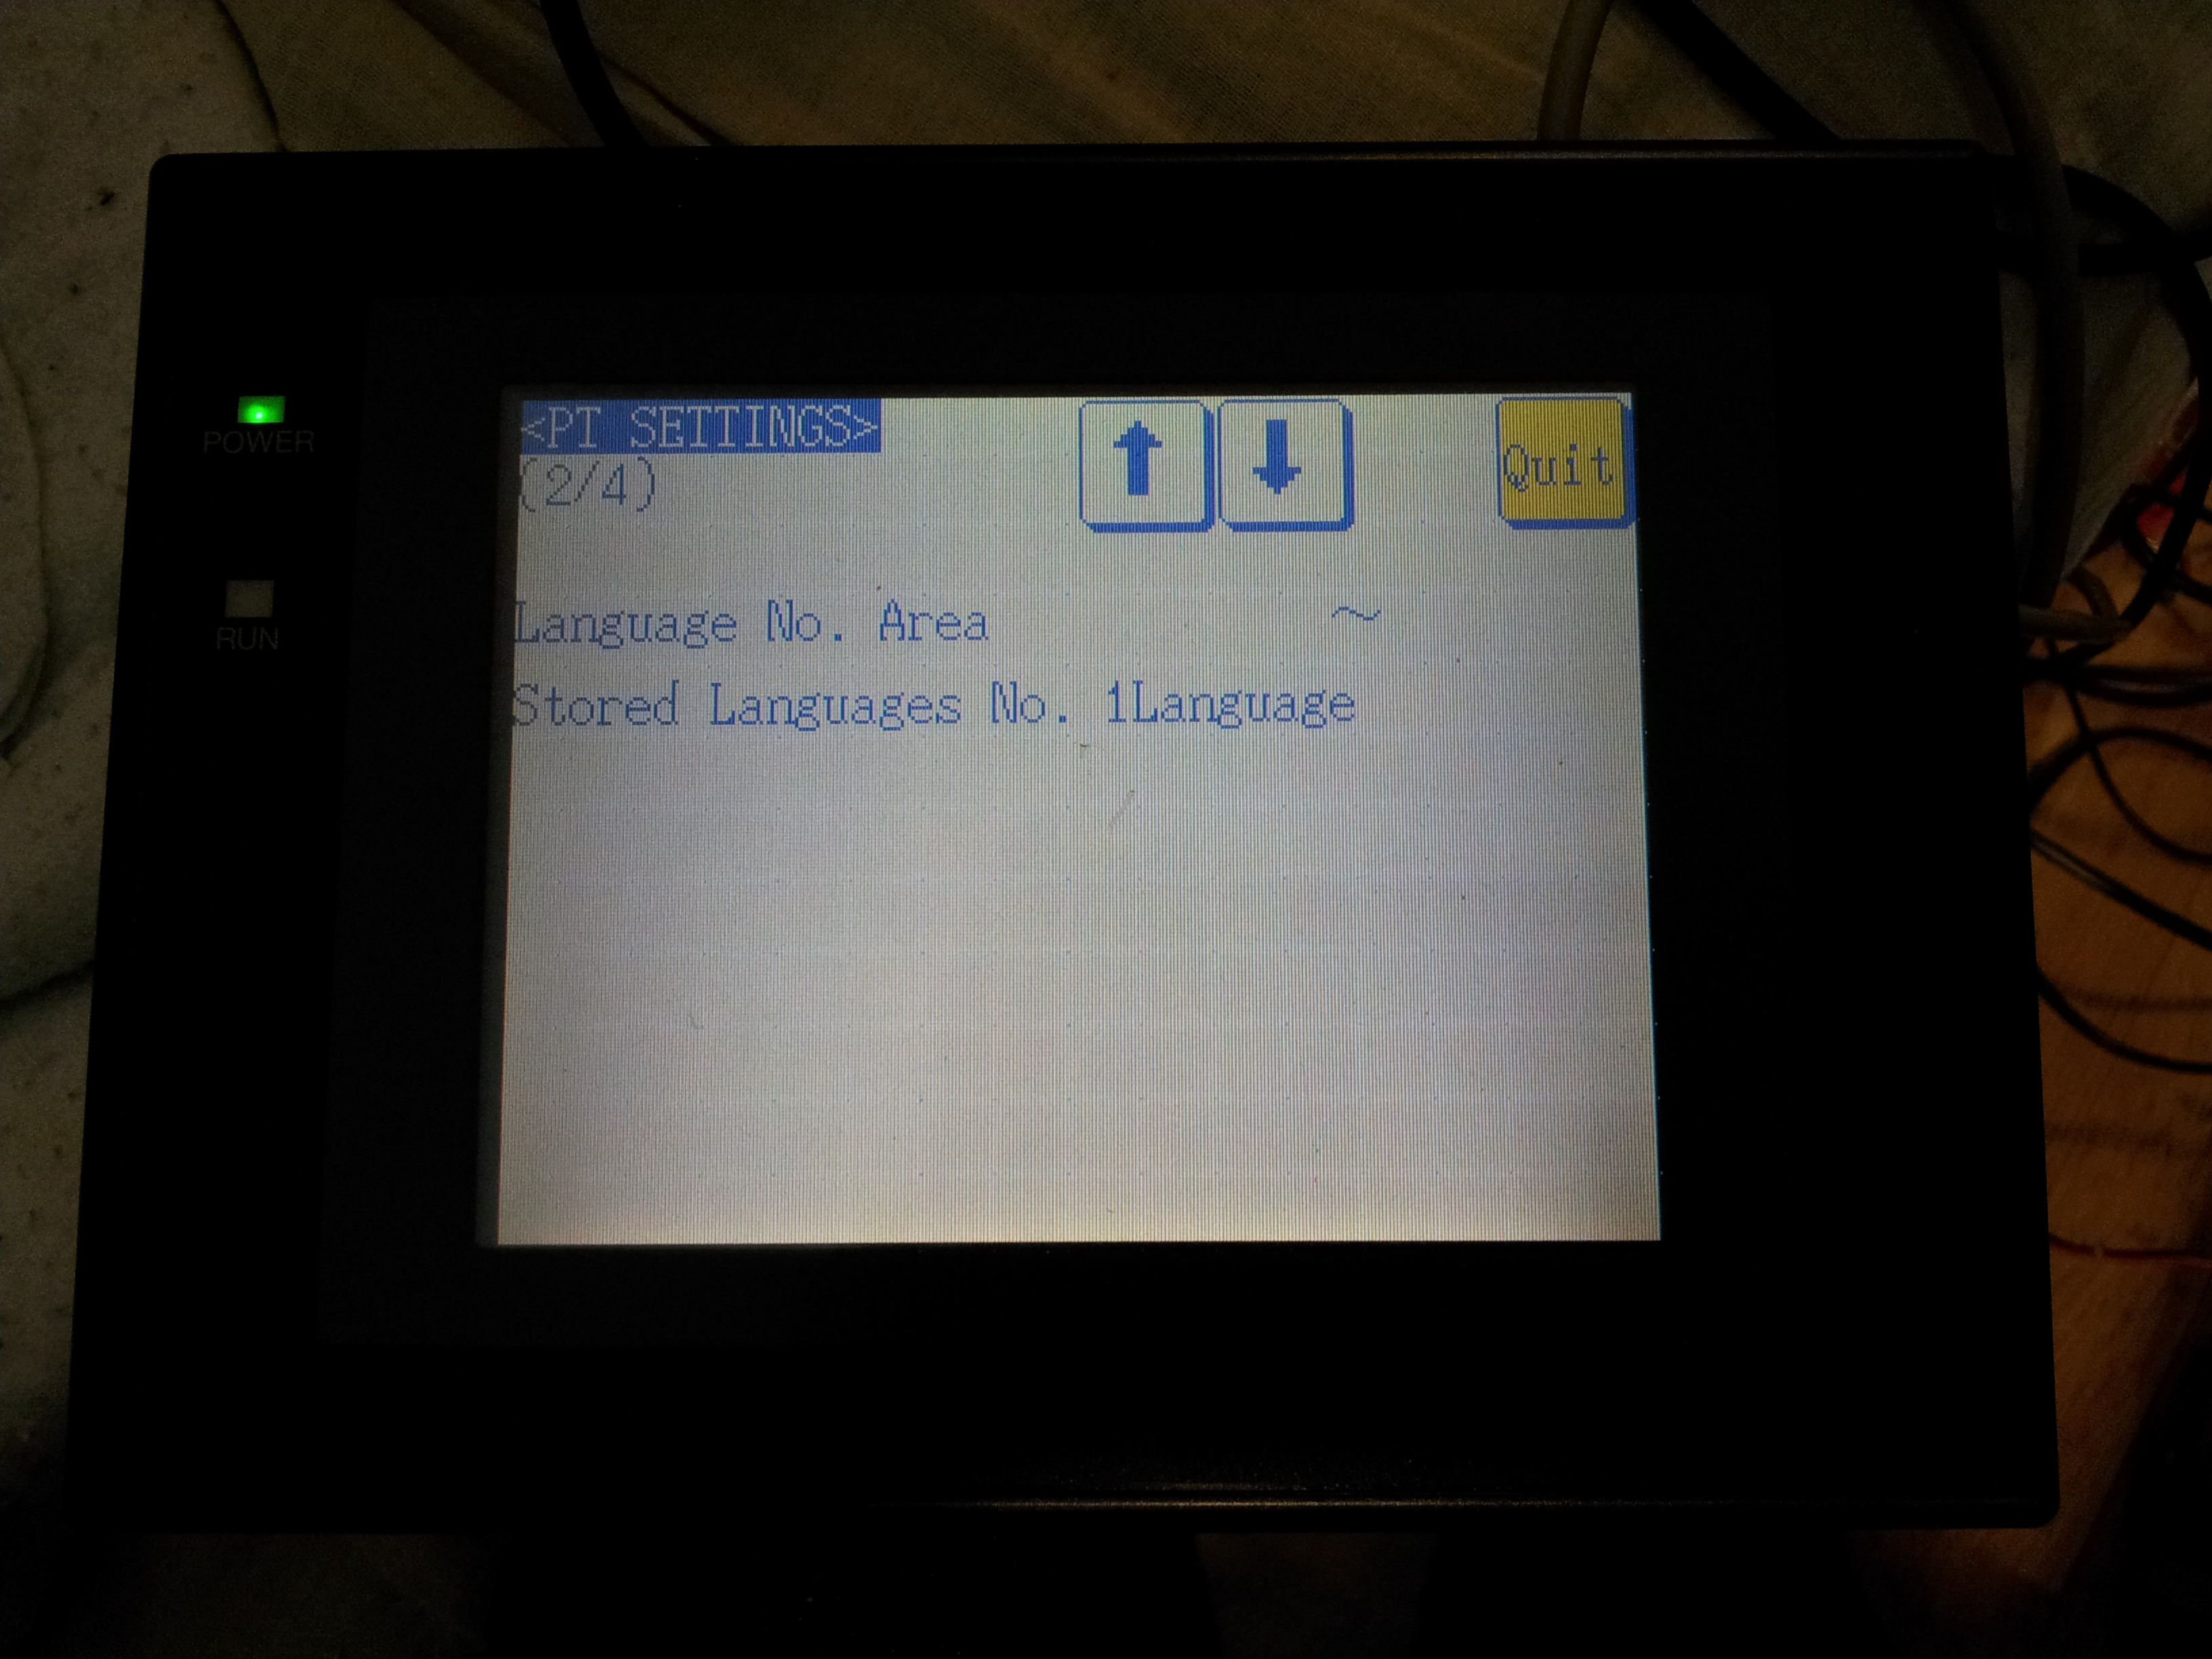 <PT SETTINGS>
(2/4)
↑ ↓
Quit
POWER
RUN
Language No. Area ~
Stored Languages No. 1Language